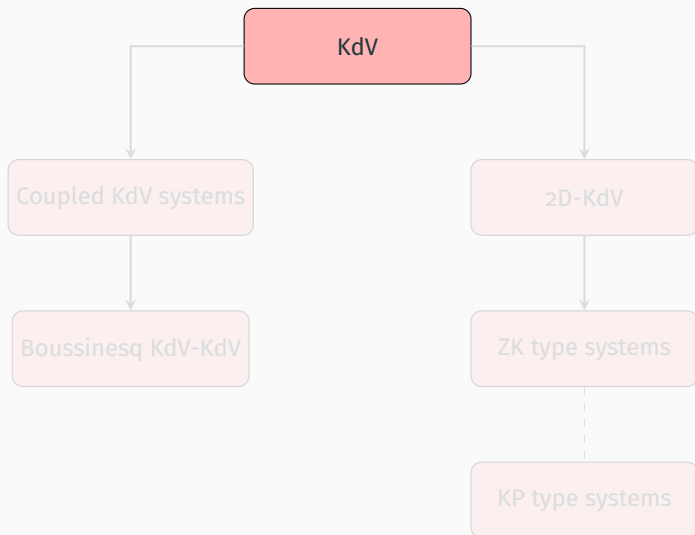 KdV
Coupled KdV systems
2D-KdV
Boussinesq KdV-KdV
ZK type systems
KP type systems